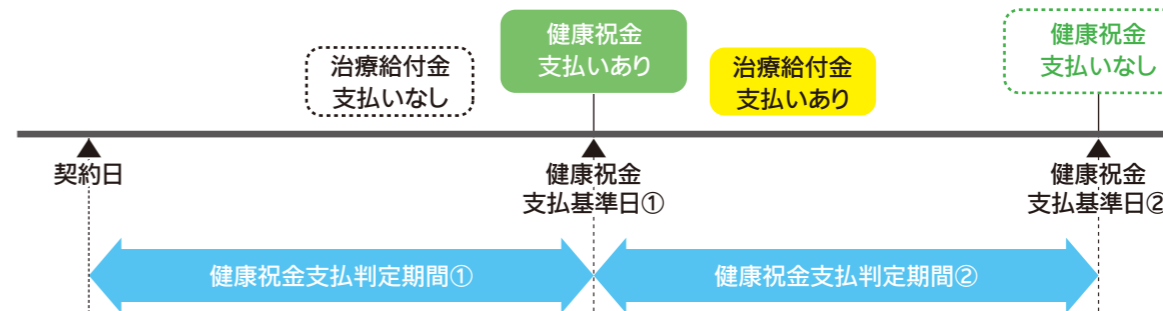 健康祝金
支払いあり
健康祝金
支払いなし
治療給付金
支払いなし
治療給付金
支払いあり
契約日
健康祝金
支払基準日①
健康祝金
支払基準日②
健康祝金支払判定期間①
健康祝金支払判定期間②